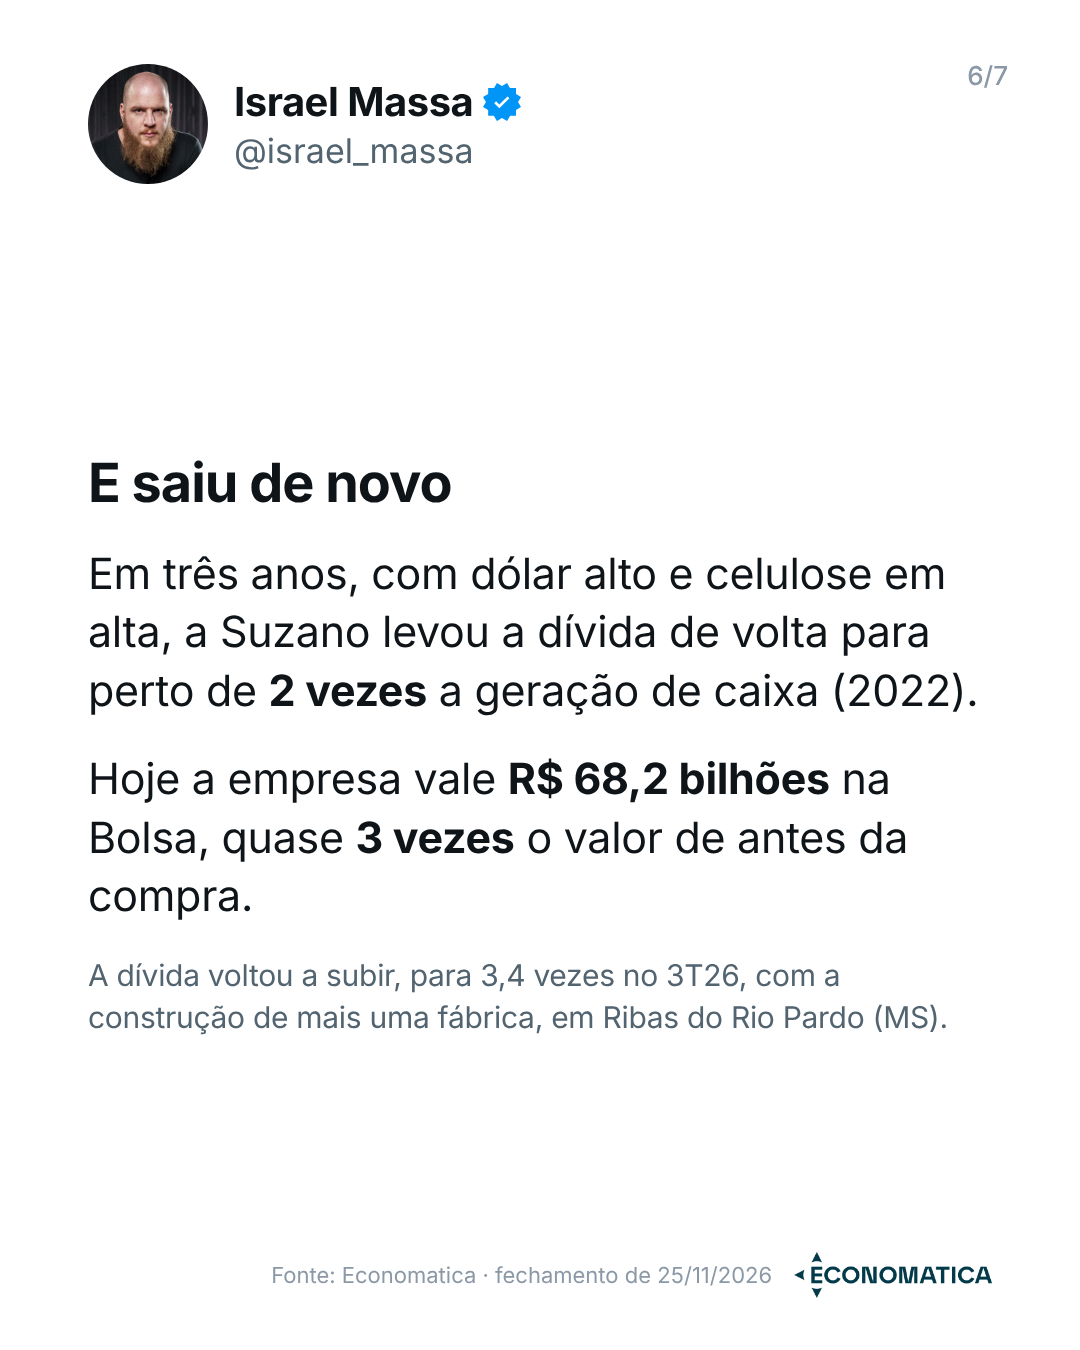 Israel Massa
@israel_massa
6/7
E saiu de novo
Em três anos, com dólar alto e celulose em
alta, a Suzano levou a dívida de volta para
perto de 2 vezes a geração de caixa (2022).
Hoje a empresa vale R$ 68,2 bilhões na
Bolsa, quase 3 vezes o valor de antes da
compra.
A dívida voltou a subir, para 3,4 vezes no 3T26, com a
construção de mais uma fábrica, em Ribas do Rio Pardo (MS).
Fonte: Economatica · fechamento de 25/11/2026
ECONOMATICA